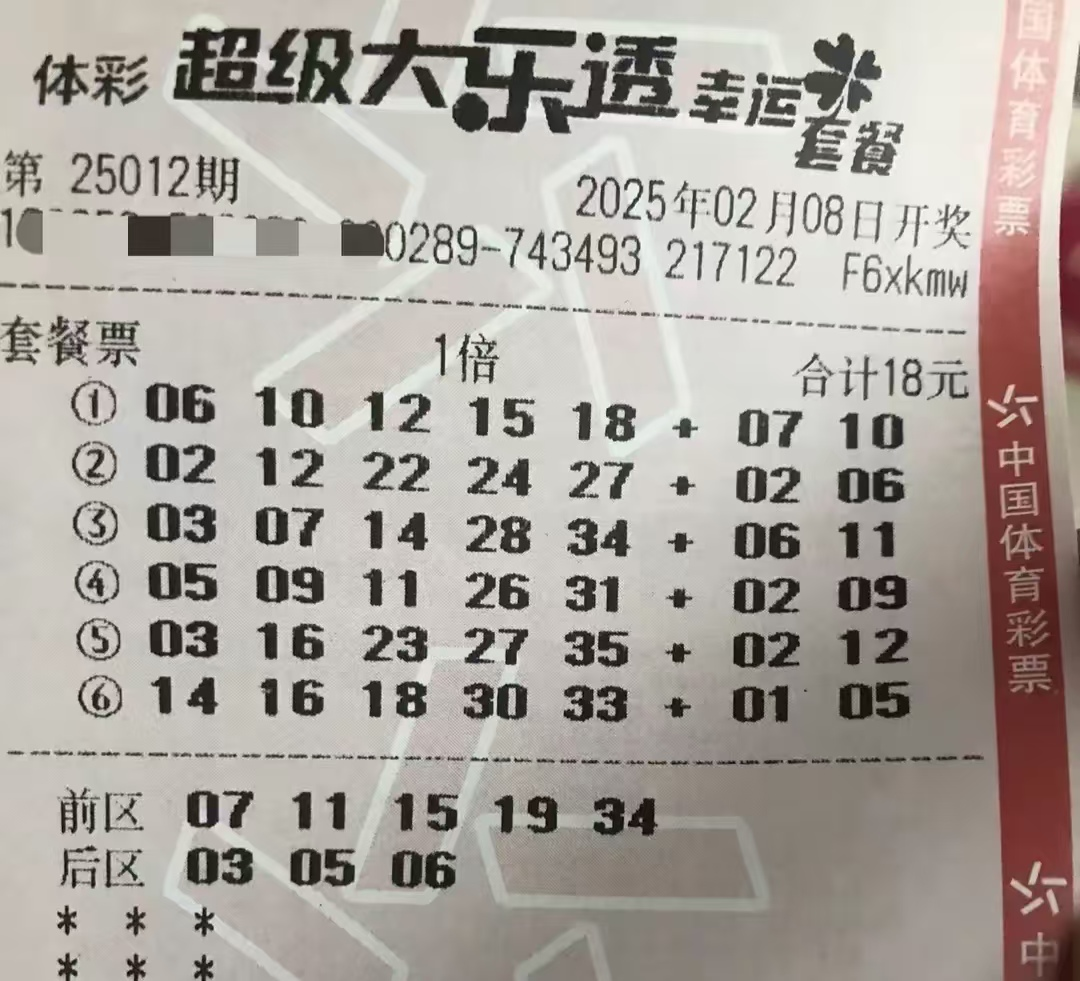 体彩 超级大乐透 幸运套餐
第 25012期 2025年02月08日开奖
0289-743493 217122 F6xkmw
套餐票 1倍 合计18元
① 06 10 12 15 18 + 07 10
② 02 12 22 24 27 + 02 06
③ 03 07 14 28 34 + 06 11
④ 05 09 11 26 31 + 02 09
⑤ 03 16 23 27 35 + 02 12
⑥ 14 16 18 30 33 + 01 05
前区 07 11 15 19 34
后区 03 05 06
* * *
* * *
国体育彩票
中国体育彩票
中